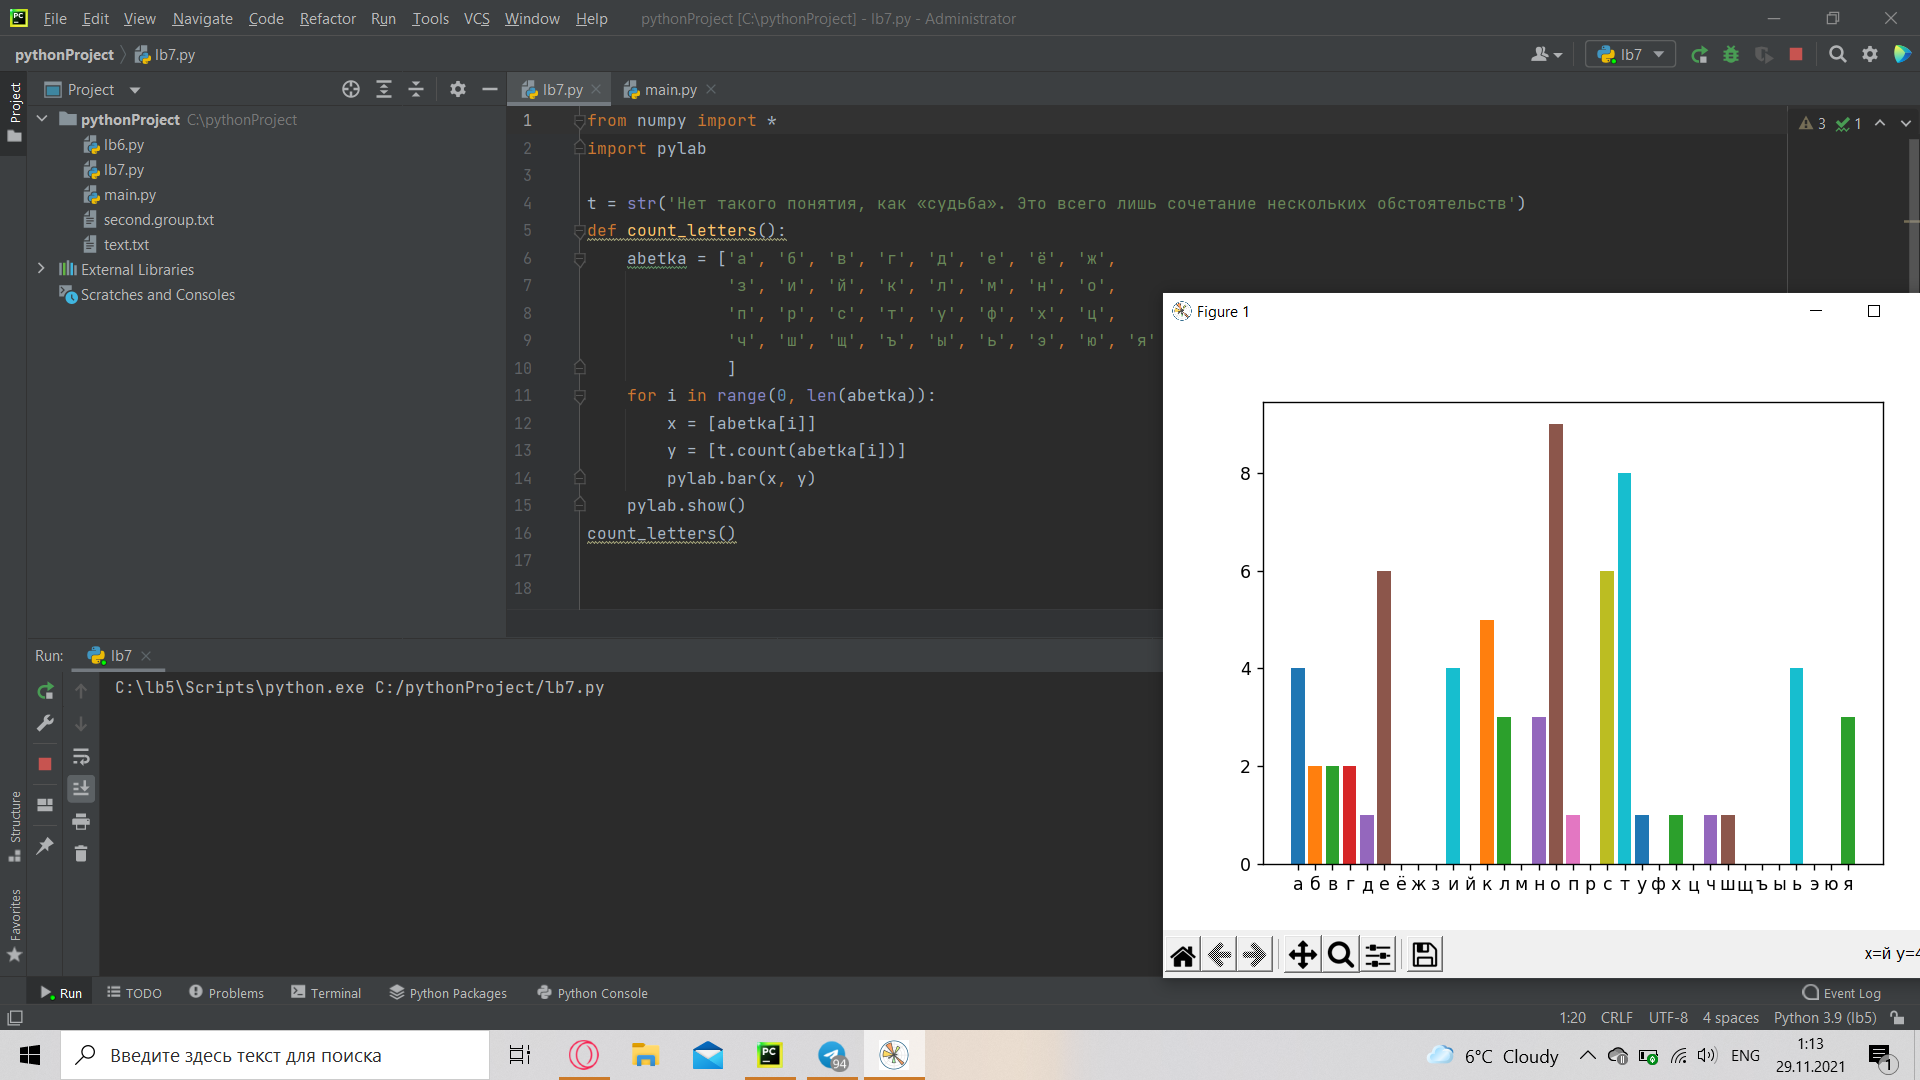 File Edit View Navigate Code Refactor Run Tools VCS Window Help pythonProject [C:\pythonProject] - lb7.py - Administrator
pythonProject lb7.py
lb7
Project
Project
lb7.py
main.py
pythonProject C:\pythonProject
lb6.py
lb7.py
main.py
second.group.txt
text.txt
External Libraries
Scratches and Consoles
3 1
1 from numpy import *
2 import pylab
3
4 t = str('Нет такого понятия, как «судьба». Это всего лишь сочетание нескольких обстоятельств')
5 def count_letters():
6 abetka = ['а', 'б', 'в', 'г', 'д', 'е', 'ё', 'ж',
7 'з', 'и', 'й', 'к', 'л', 'м', 'н', 'о',
8 'п', 'р', 'с', 'т', 'у', 'ф', 'х', 'ц',
9 'ч', 'ш', 'щ', 'ъ', 'ы', 'ь', 'э', 'ю', 'я'
10 ]
11 for i in range(0, len(abetka)):
12 x = [abetka[i]]
13 y = [t.count(abetka[i])]
14 pylab.bar(x, y)
15 pylab.show()
16 count_letters()
17
18
Figure 1
8
6
4
2
0
а б в г д е ё ж з и й к л м н о п р с т у ф х ц ч ш щ ъ ы ь э ю я
x=й y=4
Run: lb7
C:\lb5\Scripts\python.exe C:/pythonProject/lb7.py
Structure
Favorites
Run TODO Problems Terminal Python Packages Python Console Event Log
1:20 CRLF UTF-8 4 spaces Python 3.9 (lb5)
Введите здесь текст для поиска
PC
94
6°C Cloudy
ENG
1:13
29.11.2021
1